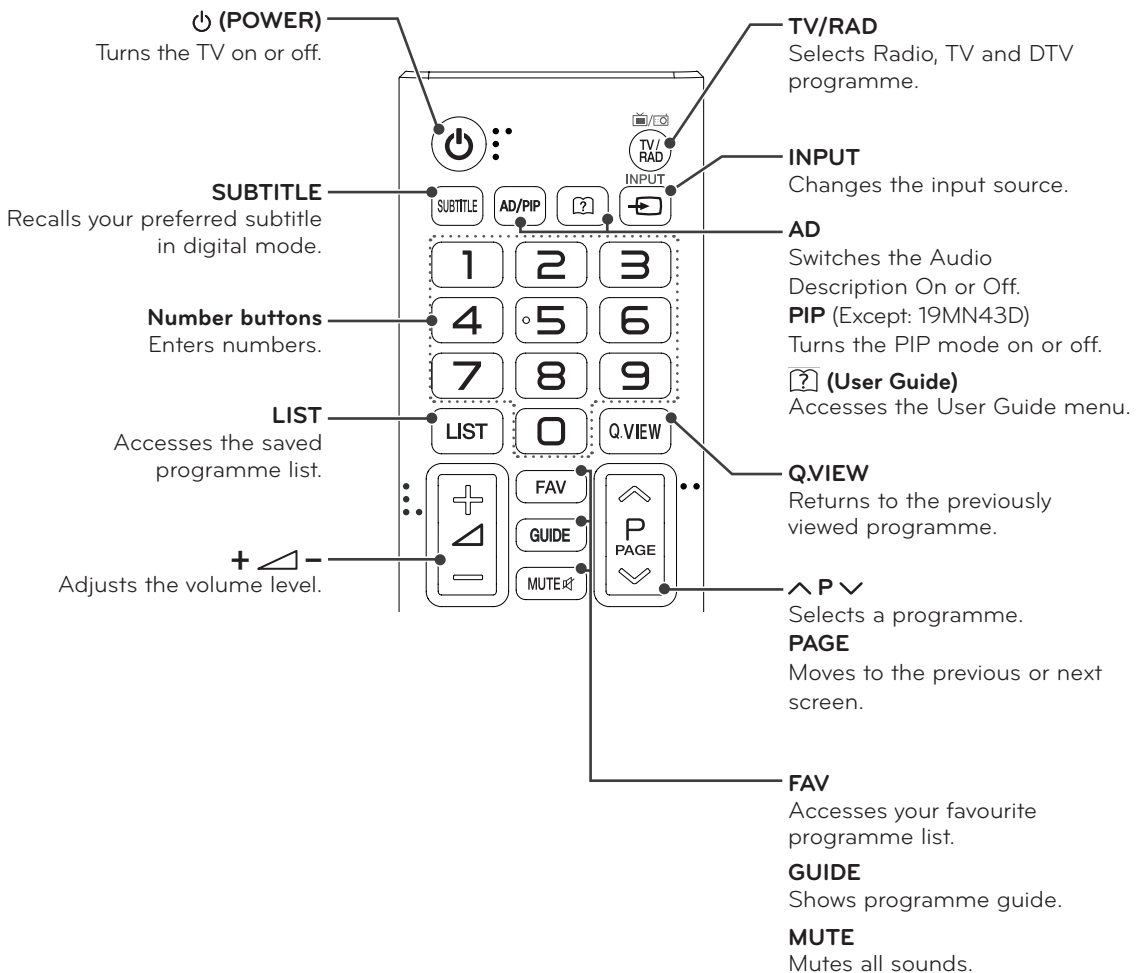 ⏻ (POWER)
Turns the TV on or off.
SUBTITLE
Recalls your preferred subtitle
in digital mode.
Number buttons
Enters numbers.
LIST
Accesses the saved
programme list.
+ -
Adjusts the volume level.
TV/
RAD
INPUT
SUBTITLE AD/PIP ?
1 2 3
4 5 6
7 8 9
LIST 0 Q.VIEW
+ FAV
GUIDE P
PAGE
- MUTE
TV/RAD
Selects Radio, TV and DTV
programme.
INPUT
Changes the input source.
AD
Switches the Audio
Description On or Off.
PIP (Except: 19MN43D)
Turns the PIP mode on or off.
? (User Guide)
Accesses the User Guide menu.
Q.VIEW
Returns to the previously
viewed programme.
∧ P ∨
Selects a programme.
PAGE
Moves to the previous or next
screen.
FAV
Accesses your favourite
programme list.
GUIDE
Shows programme guide.
MUTE
Mutes all sounds.